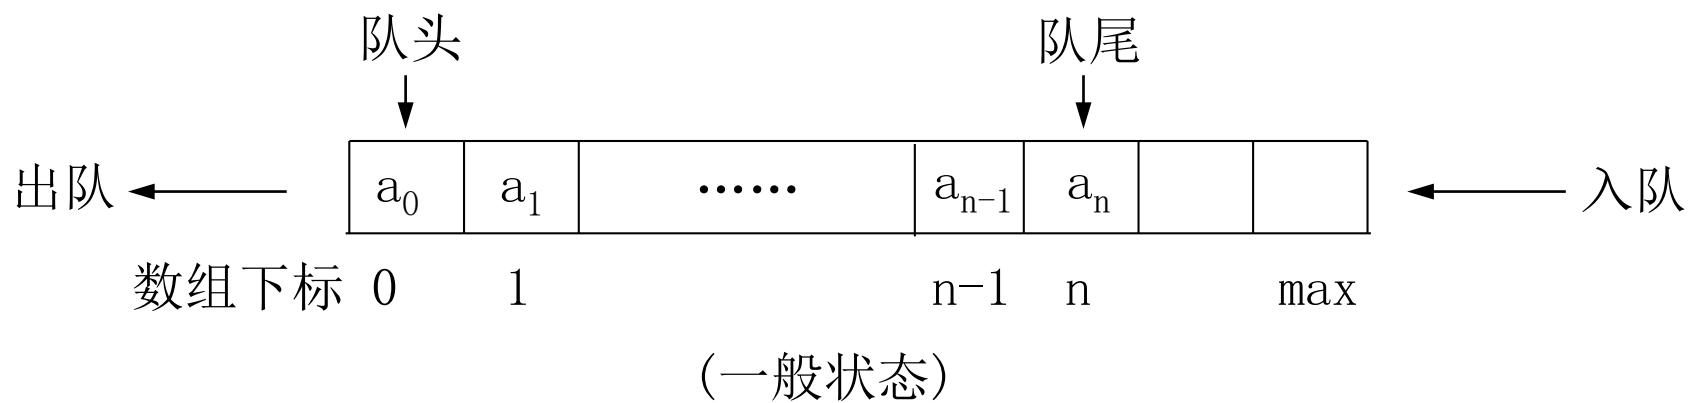 队头 队尾
出队 a0 a1 …… an-1 an 入队
数组下标 0 1 n-1 n max
(一般状态)